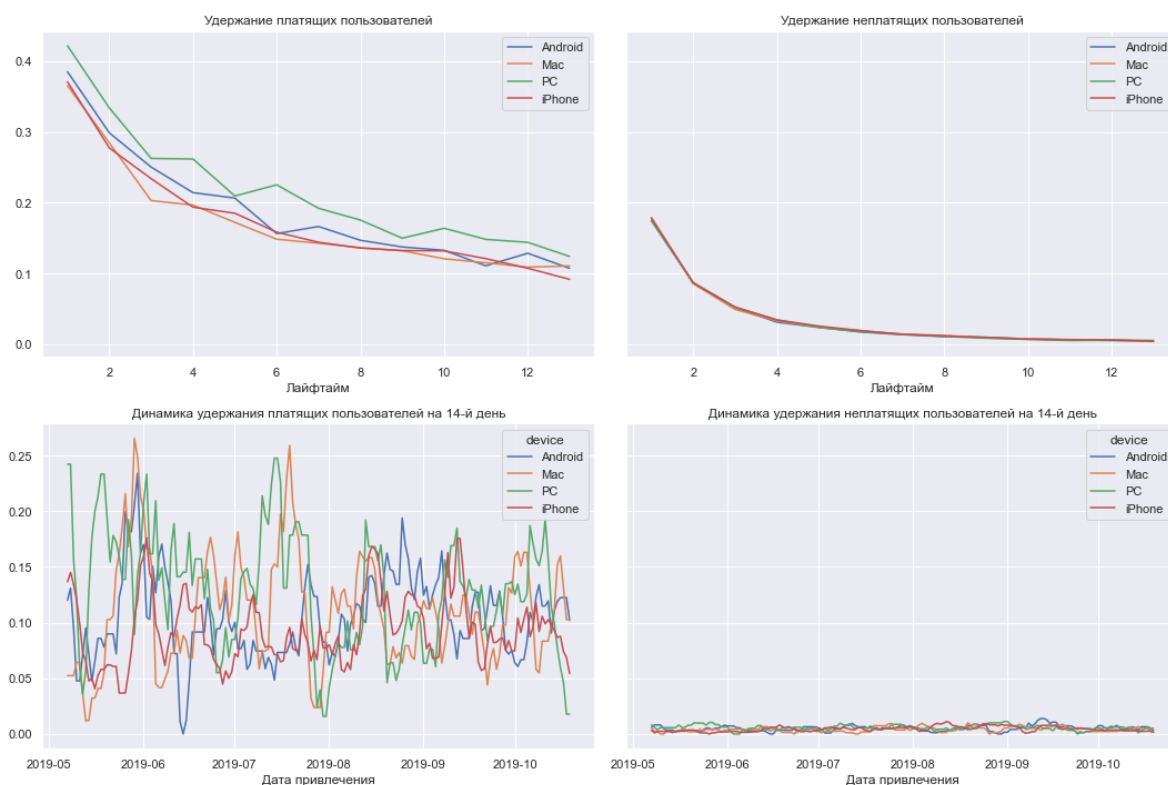 Удержание платящих пользователей
Android
Mac
PC
iPhone
0.4
0.3
0.2
0.1
0.0
2 4 6 8 10 12
Лайфтайм
Удержание неплатящих пользователей
Android
Mac
PC
iPhone
2 4 6 8 10 12
Лайфтайм
Динамика удержания платящих пользователей на 14-й день
device
Android
Mac
PC
iPhone
0.25
0.20
0.15
0.10
0.05
0.00
2019-05 2019-06 2019-07 2019-08 2019-09 2019-10
Дата привлечения
Динамика удержания неплатящих пользователей на 14-й день
device
Android
Mac
PC
iPhone
2019-05 2019-06 2019-07 2019-08 2019-09 2019-10
Дата привлечения